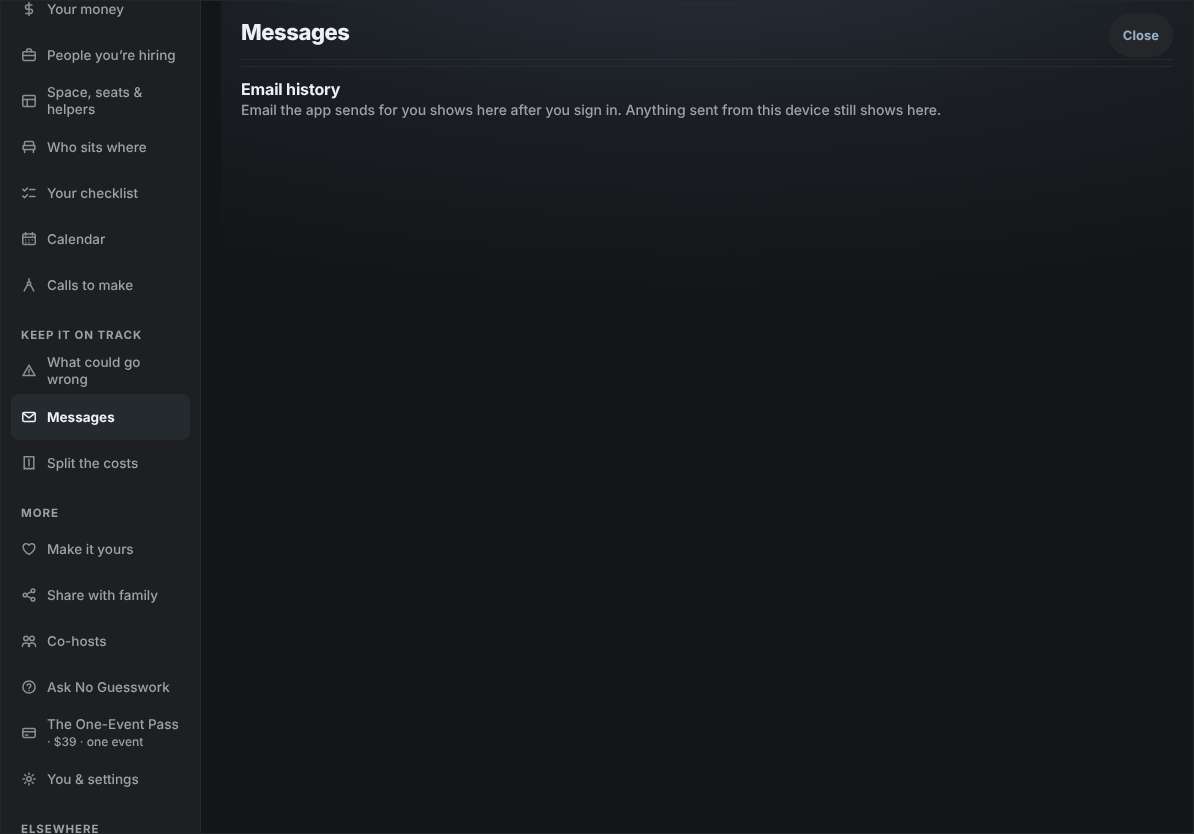 Your money
People you’re hiring
Space, seats &
helpers
Who sits where
Your checklist
Calendar
Calls to make
KEEP IT ON TRACK
What could go
wrong
Messages
Split the costs
MORE
Make it yours
Share with family
Co-hosts
Ask No Guesswork
The One-Event Pass
· $39 · one event
You & settings
ELSEWHERE
Messages
Close
Email history
Email the app sends for you shows here after you sign in. Anything sent from this device still shows here.